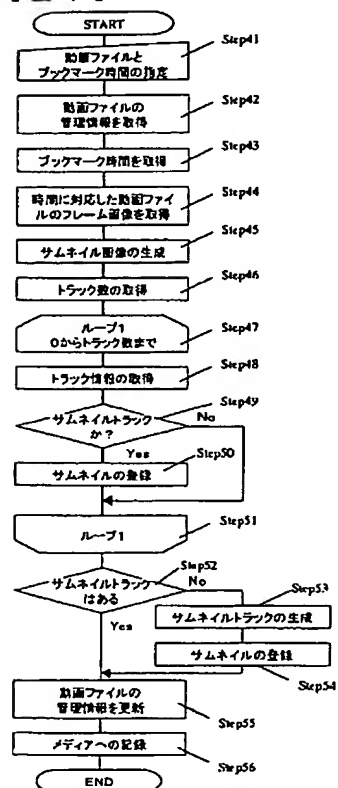 START
Step41
動画ファイルと
ブックマーク時間の指定
Step42
動画ファイルの
管理情報を取得
Step43
ブックマーク時間を取得
Step44
時間に対応した動画ファイ
ルのフレーム画像を取得
Step45
サムネイル画像の生成
Step46
トラック数の取得
Step47
ループ1
0からトラック数まで
Step48
トラック情報の取得
Step49
サムネイルトラック
か?
No
Yes
Step50
サムネイルの登録
Step51
ループ1
Step52
サムネイルトラック
はある
No
Yes
Step53
サムネイルトラックの生成
サムネイルの登録
Step54
動画ファイルの
管理情報を更新
Step55
メディアへの記録
Step56
END